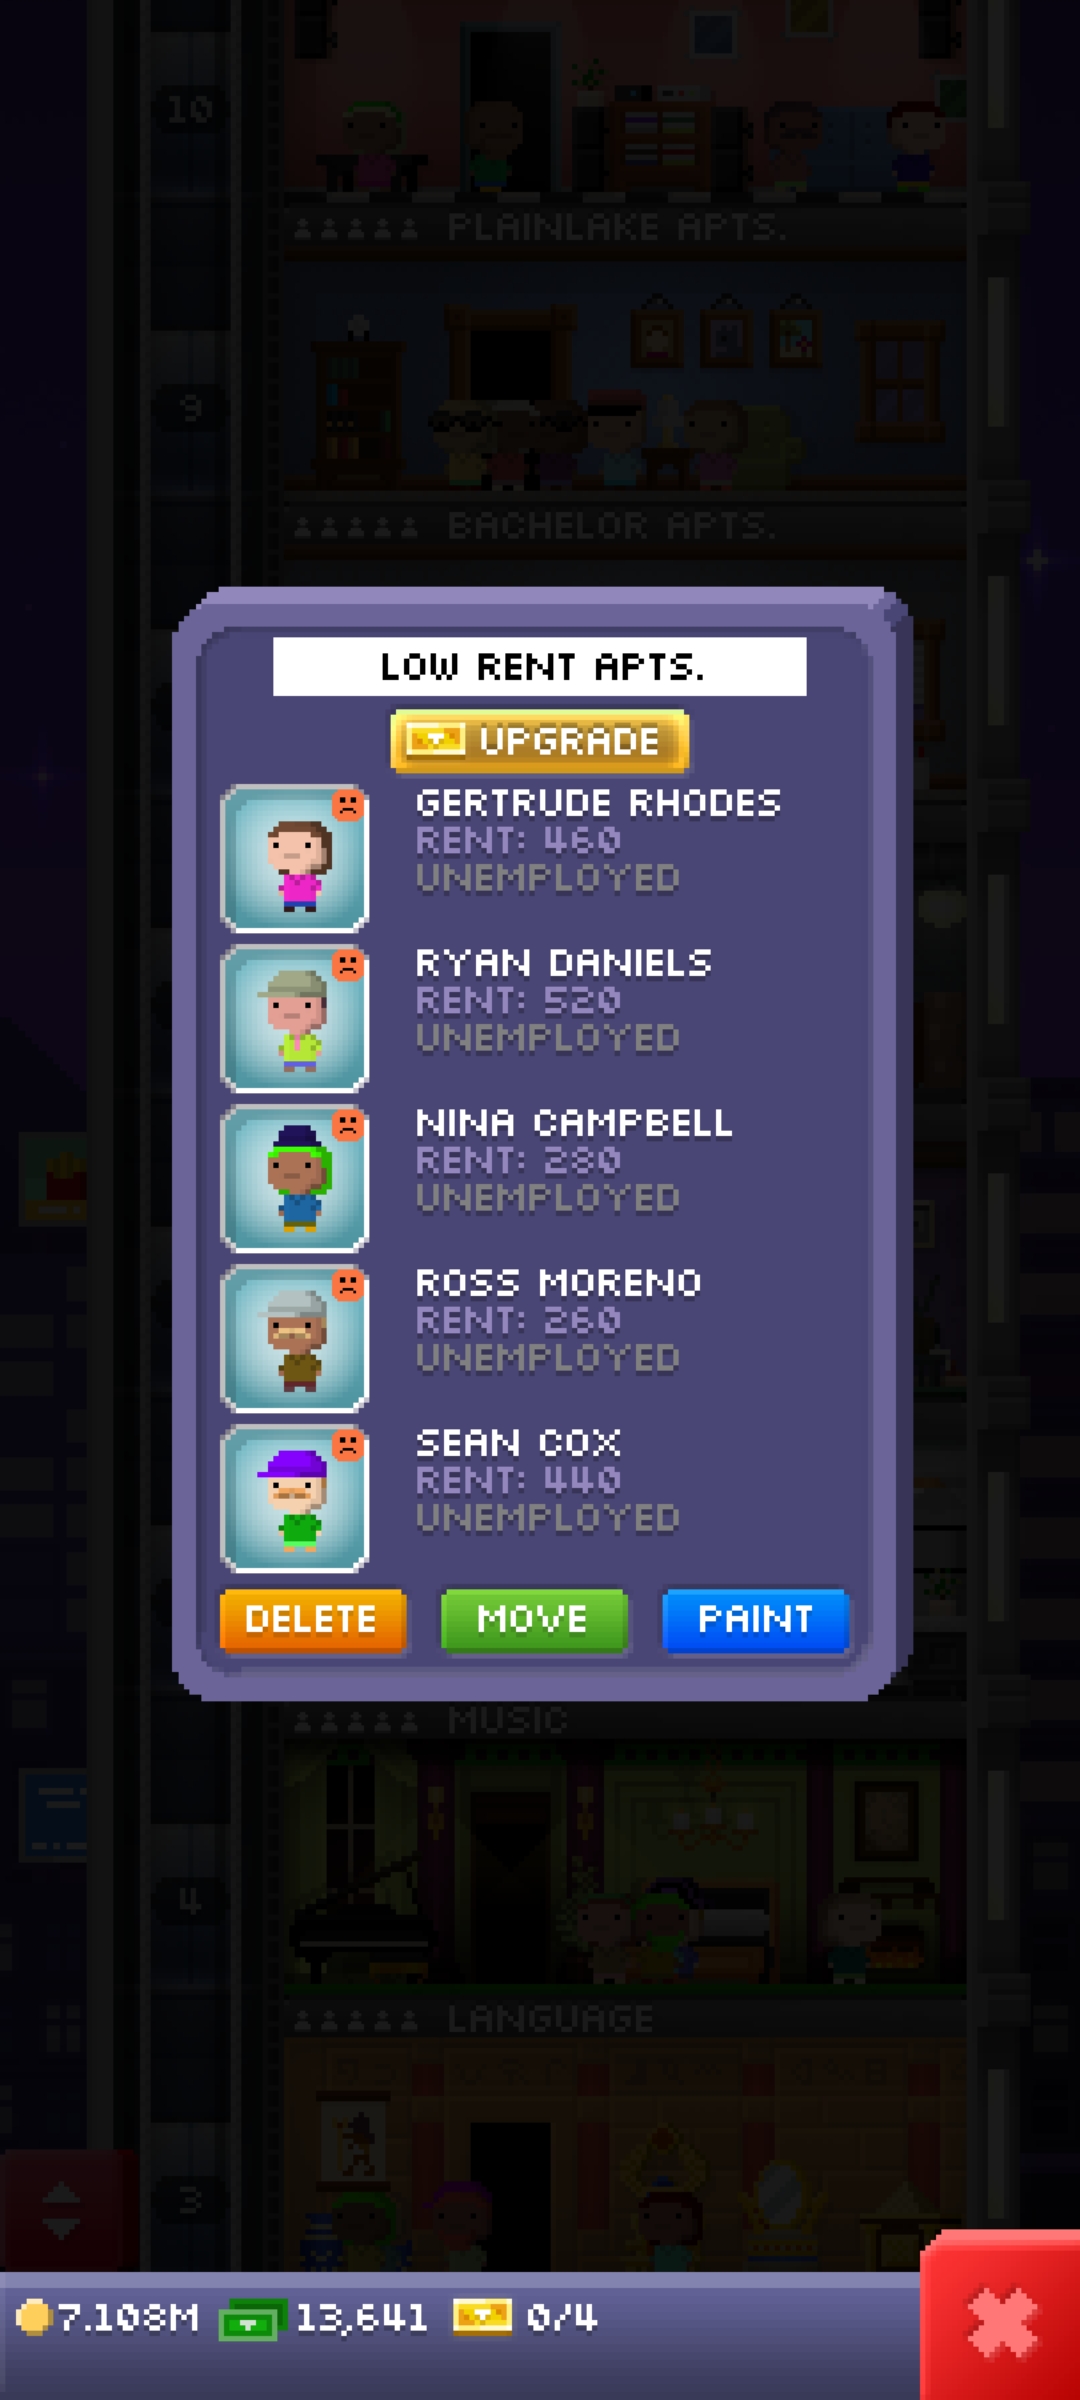 10
PLAINLAKE APTS.
9
BACHELOR APTS.
LOW RENT APTS.
UPGRADE
GERTRUDE RHODES
RENT: 460
UNEMPLOYED
RYAN DANIELS
RENT: 520
UNEMPLOYED
NINA CAMPBELL
RENT: 280
UNEMPLOYED
ROSS MORENO
RENT: 260
UNEMPLOYED
SEAN COX
RENT: 440
UNEMPLOYED
DELETE MOVE PAINT
MUSIC
4
LANGUAGE
3
7.108M 13,641 0/4